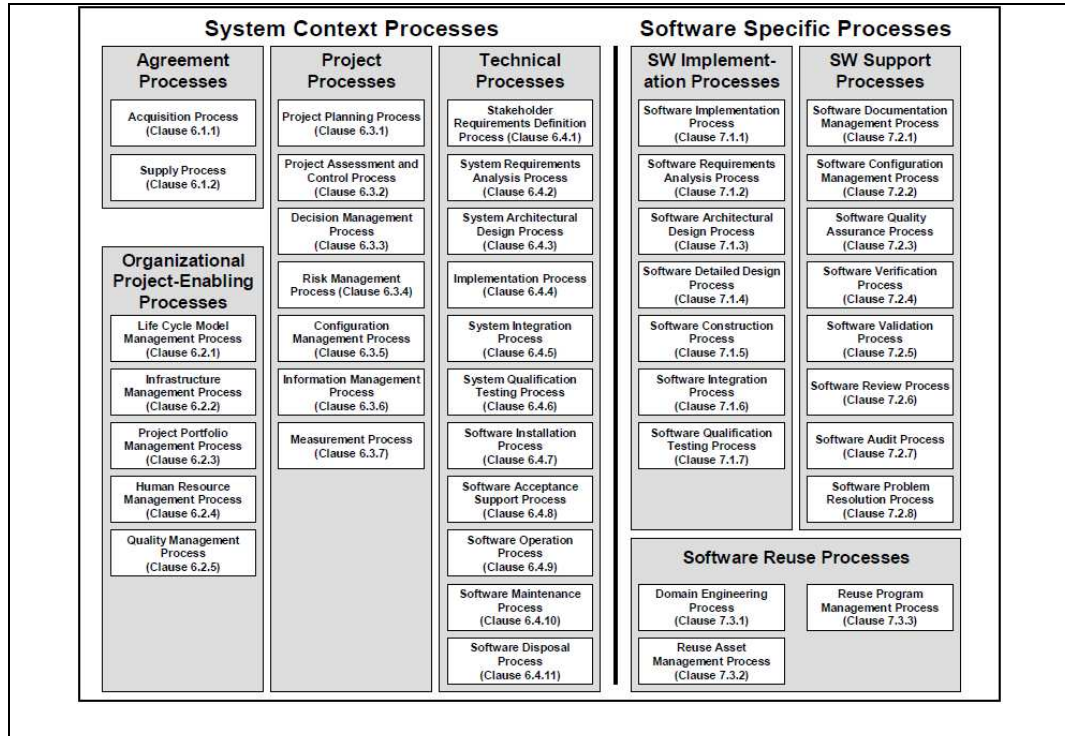 System Context Processes
Software Specific Processes
Agreement
Processes
Acquisition Process
(Clause 6.1.1)
Supply Process
(Clause 6.1.2)
Organizational
Project-Enabling
Processes
Life Cycle Model
Management Process
(Clause 6.2.1)
Infrastructure
Management Process
(Clause 6.2.2)
Project Portfolio
Management Process
(Clause 6.2.3)
Human Resource
Management Process
(Clause 6.2.4)
Quality Management
Process
(Clause 6.2.5)
Project
Processes
Project Planning Process
(Clause 6.3.1)
Project Assessment and
Control Process
(Clause 6.3.2)
Decision Management
Process
(Clause 6.3.3)
Risk Management
Process (Clause 6.3.4)
Configuration
Management Process
(Clause 6.3.5)
Information Management
Process
(Clause 6.3.6)
Measurement Process
(Clause 6.3.7)
Technical
Processes
Stakeholder
Requirements Definition
Process (Clause 6.4.1)
System Requirements
Analysis Process
(Clause 6.4.2)
System Architectural
Design Process
(Clause 6.4.3)
Implementation Process
(Clause 6.4.4)
System Integration
Process
(Clause 6.4.5)
System Qualification
Testing Process
(Clause 6.4.6)
Software Installation
Process
(Clause 6.4.7)
Software Acceptance
Support Process
(Clause 6.4.8)
Software Operation
Process
(Clause 6.4.9)
Software Maintenance
Process
(Clause 6.4.10)
Software Disposal
Process
(Clause 6.4.11)
SW Implement-
ation Processes
Software Implementation
Process
(Clause 7.1.1)
Software Requirements
Analysis Process
(Clause 7.1.2)
Software Architectural
Design Process
(Clause 7.1.3)
Software Detailed Design
Process
(Clause 7.1.4)
Software Construction
Process
(Clause 7.1.5)
Software Integration
Process
(Clause 7.1.6)
Software Qualification
Testing Process
(Clause 7.1.7)
SW Support
Processes
Software Documentation
Management Process
(Clause 7.2.1)
Software Configuration
Management Process
(Clause 7.2.2)
Software Quality
Assurance Process
(Clause 7.2.3)
Software Verification
Process
(Clause 7.2.4)
Software Validation
Process
(Clause 7.2.5)
Software Review Process
(Clause 7.2.6)
Software Audit Process
(Clause 7.2.7)
Software Problem
Resolution Process
(Clause 7.2.8)
Software Reuse Processes
Domain Engineering
Process
(Clause 7.3.1)
Reuse Asset
Management Process
(Clause 7.3.2)
Reuse Program
Management Process
(Clause 7.3.3)